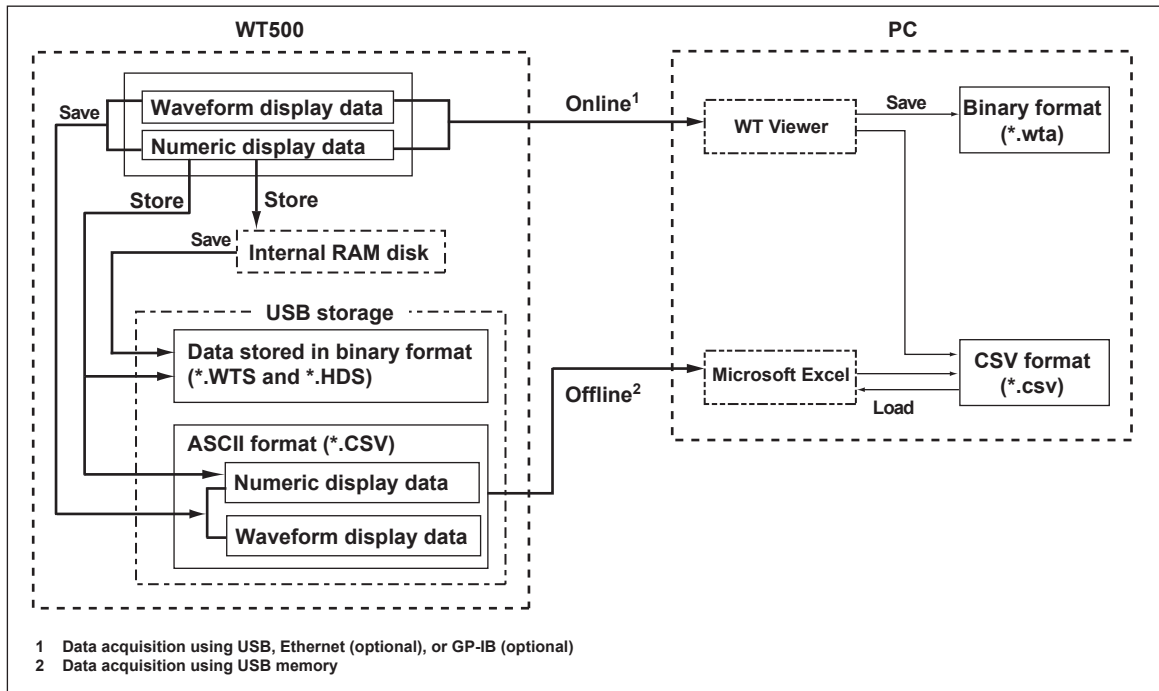 WT500
PC
Save
Waveform display data
Numeric display data
Online1
WT Viewer
Save
Binary format
(*.wta)
Store
Store
Save
Internal RAM disk
USB storage
Data stored in binary format
(*.WTS and *.HDS)
Offline2
Microsoft Excel
Load
CSV format
(*.csv)
ASCII format (*.CSV)
Numeric display data
Waveform display data
1 Data acquisition using USB, Ethernet (optional), or GP-IB (optional)
2 Data acquisition using USB memory